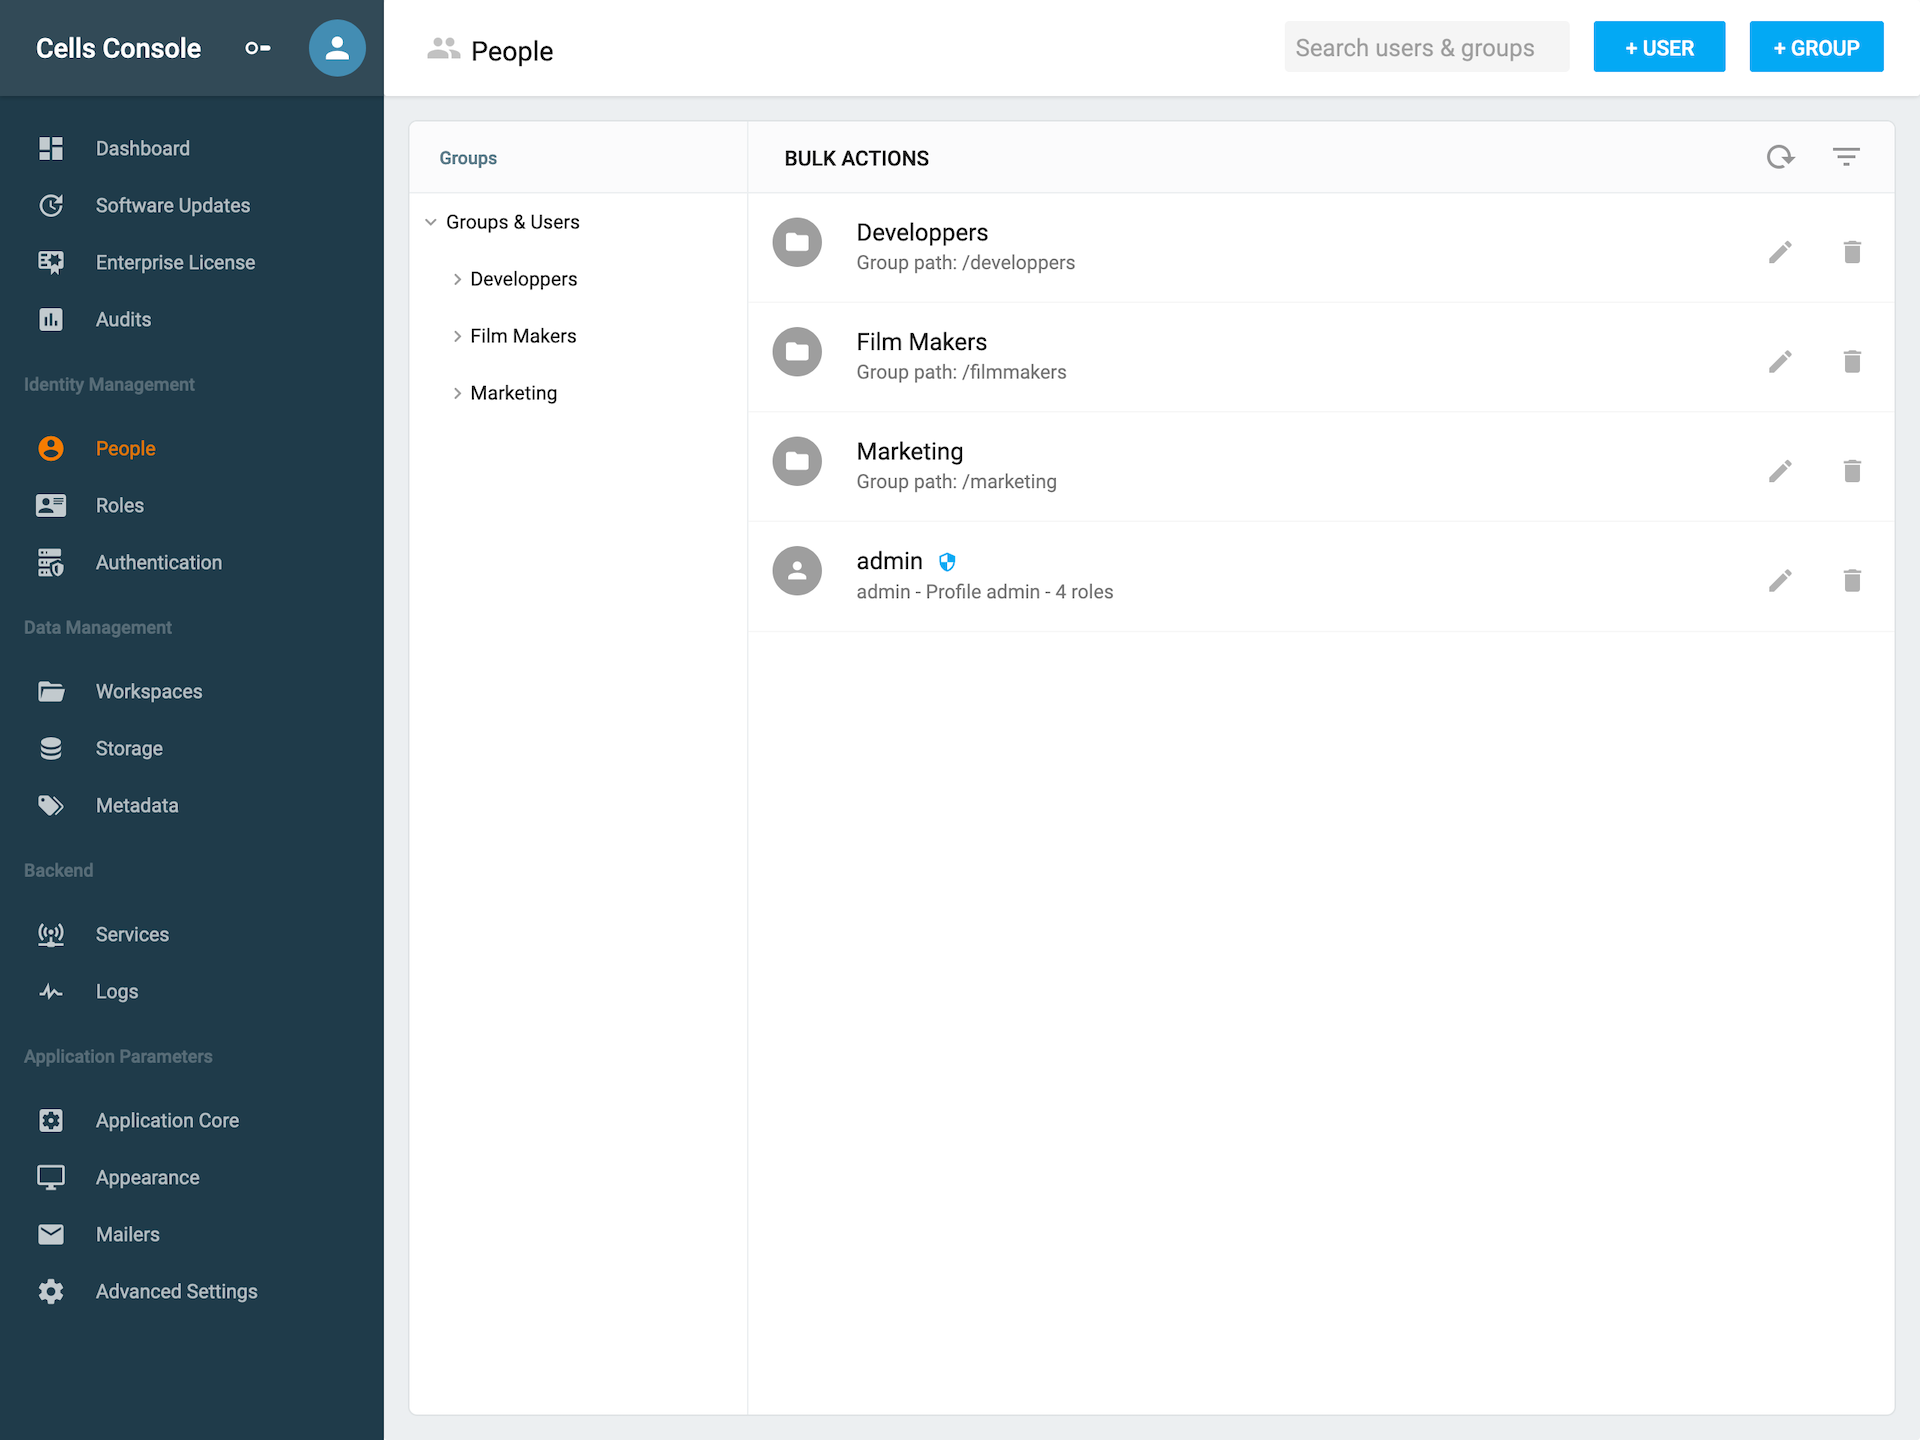 Cells Console
People
Search users & groups
+ USER
+ GROUP
Dashboard
Software Updates
Enterprise License
Audits
Identity Management
People
Roles
Authentication
Data Management
Workspaces
Storage
Metadata
Backend
Services
Logs
Application Parameters
Application Core
Appearance
Mailers
Advanced Settings
Groups
Groups & Users
Developpers
Film Makers
Marketing
BULK ACTIONS
Developpers
Group path: /developpers
Film Makers
Group path: /filmmakers
Marketing
Group path: /marketing
admin
admin - Profile admin - 4 roles